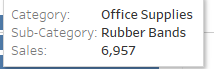 Category: Office Supplies
Sub-Category: Rubber Bands
Sales: 6,957